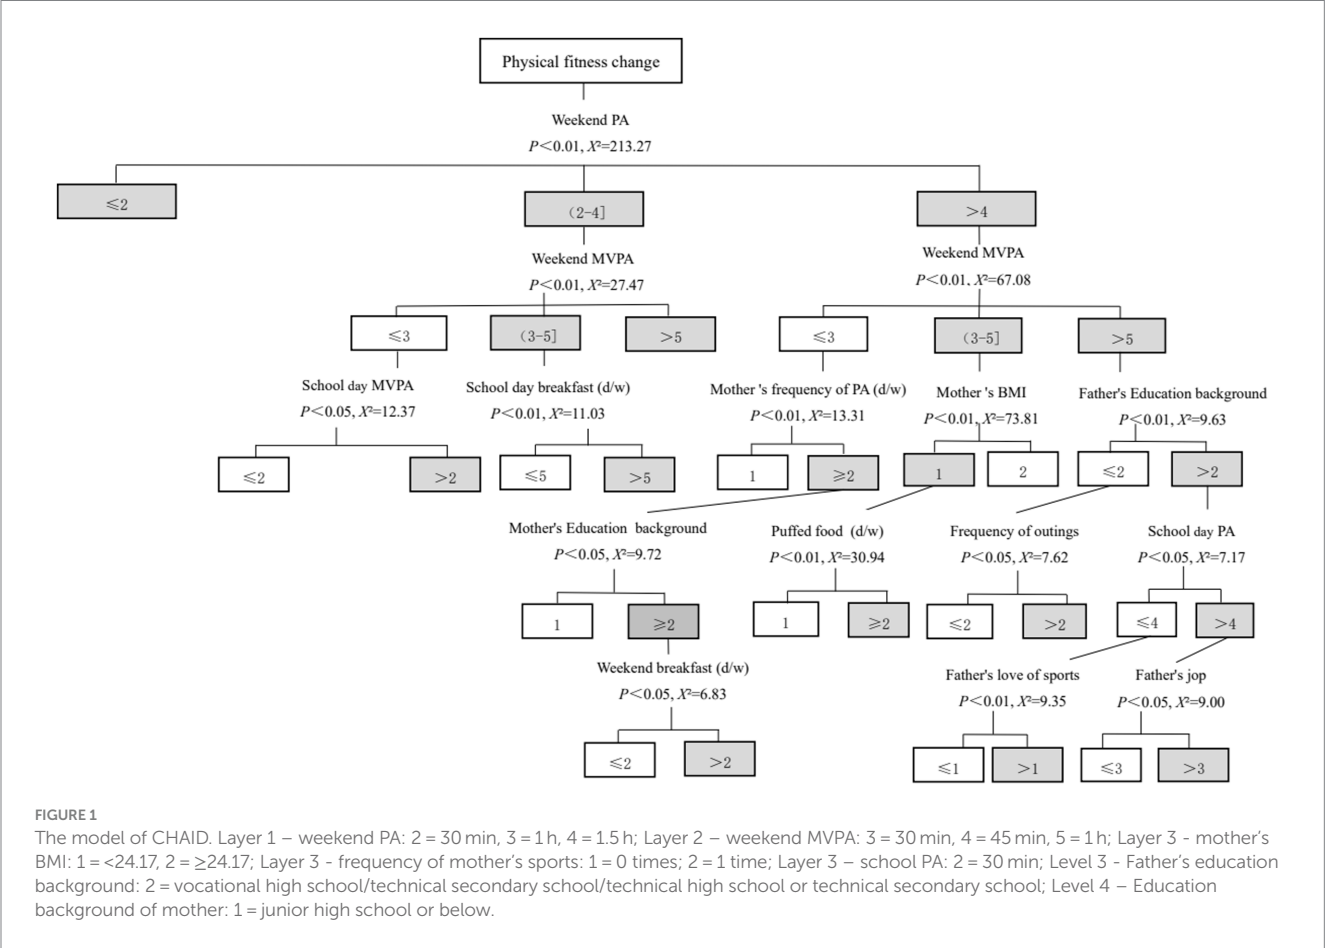 Physical fitness change
Weekend PA
P<0.01, X²=213.27
≤2
(2-4]
>4
Weekend MVPA
P<0.01, X²=27.47
Weekend MVPA
P<0.01, X²=67.08
≤3
(3-5]
>5
≤3
(3-5]
>5
School day MVPA
P<0.05, X²=12.37
School day breakfast (d/w)
P<0.01, X²=11.03
Mother 's frequency of PA (d/w)
P<0.01, X²=13.31
Mother 's BMI
P<0.01, X²=73.81
Father's Education background
P<0.01, X²=9.63
≤2
>2
≤5
>5
1
≥2
1
2
≤2
>2
Mother's Education background
P<0.05, X²=9.72
Puffed food (d/w)
P<0.01, X²=30.94
Frequency of outings
P<0.05, X²=7.62
School day PA
P<0.05, X²=7.17
1
≥2
1
≥2
≤2
>2
≤4
>4
Weekend breakfast (d/w)
P<0.05, X²=6.83
Father's love of sports
P<0.01, X²=9.35
Father's jop
P<0.05, X²=9.00
≤2
>2
≤1
>1
≤3
>3
FIGURE 1
The model of CHAID. Layer 1 – weekend PA: 2 = 30 min, 3 = 1 h, 4 = 1.5 h; Layer 2 – weekend MVPA: 3 = 30 min, 4 = 45 min, 5 = 1 h; Layer 3 - mother's
BMI: 1 = <24.17, 2 = ≥24.17; Layer 3 - frequency of mother's sports: 1 = 0 times; 2 = 1 time; Layer 3 – school PA: 2 = 30 min; Level 3 - Father's education
background: 2 = vocational high school/technical secondary school/technical high school or technical secondary school; Level 4 – Education
background of mother: 1 = junior high school or below.